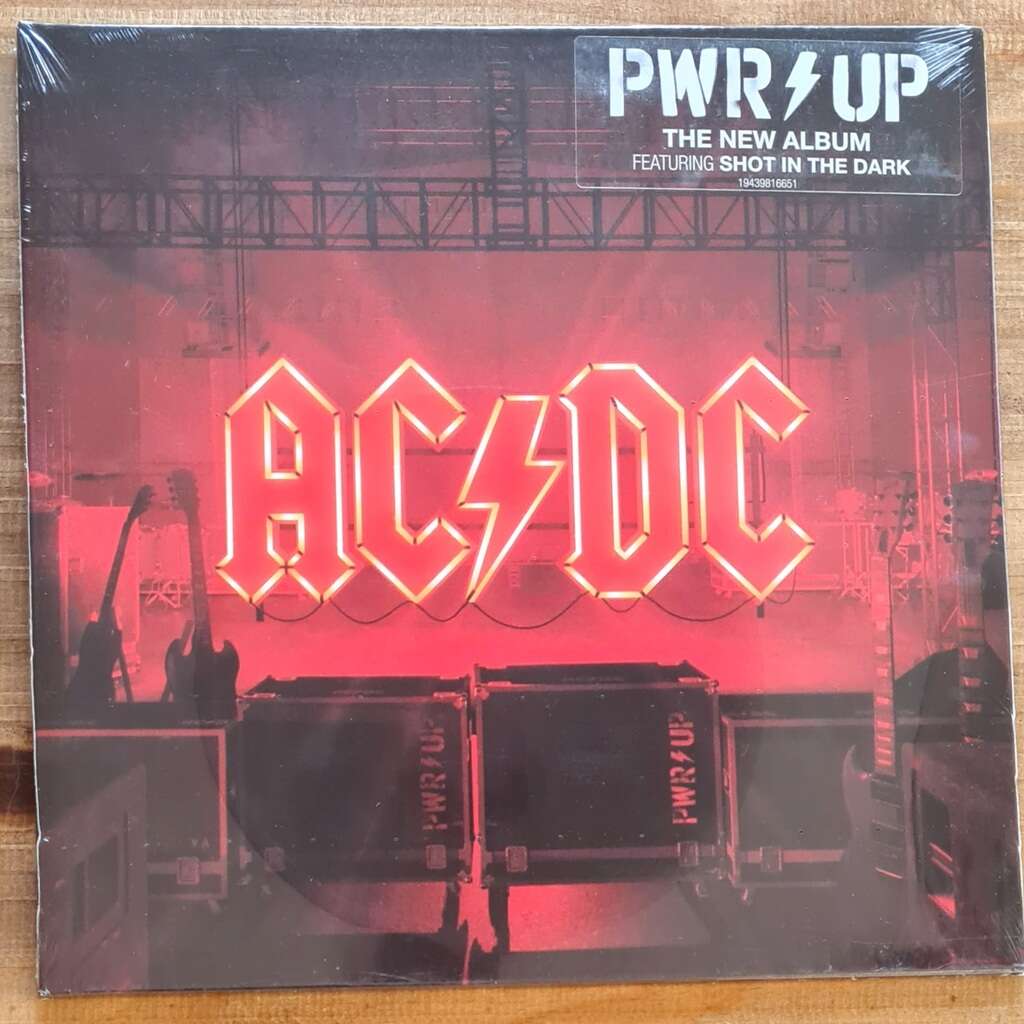 PWR⚡UP
THE NEW ALBUM
FEATURING SHOT IN THE DARK
19439816651
AC⚡DC
PWR⚡UP
PWR⚡UP